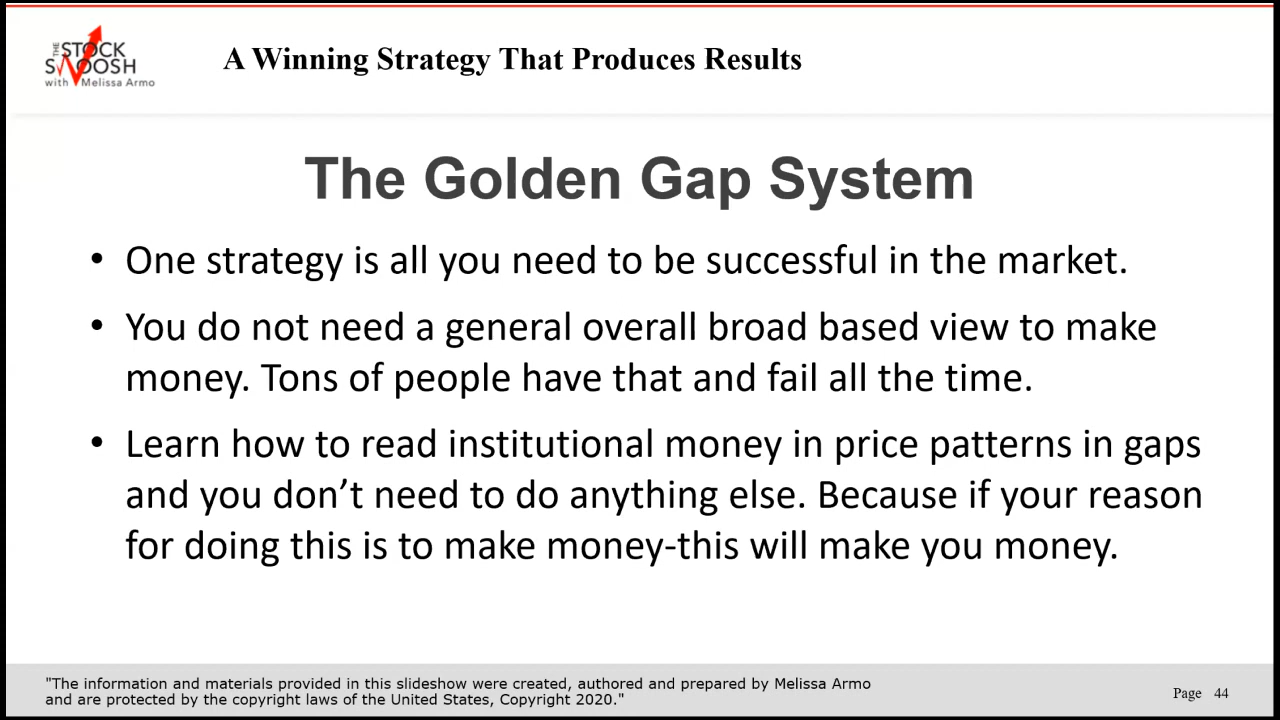 THE STOCK
SWOOSH
with Melissa Armo
A Winning Strategy That Produces Results
The Golden Gap System
• One strategy is all you need to be successful in the market.
• You do not need a general overall broad based view to make
money. Tons of people have that and fail all the time.
• Learn how to read institutional money in price patterns in gaps
and you don’t need to do anything else. Because if your reason
for doing this is to make money-this will make you money.
"The information and materials provided in this slideshow were created, authored and prepared by Melissa Armo
and are protected by the copyright laws of the United States, Copyright 2020."
Page 44